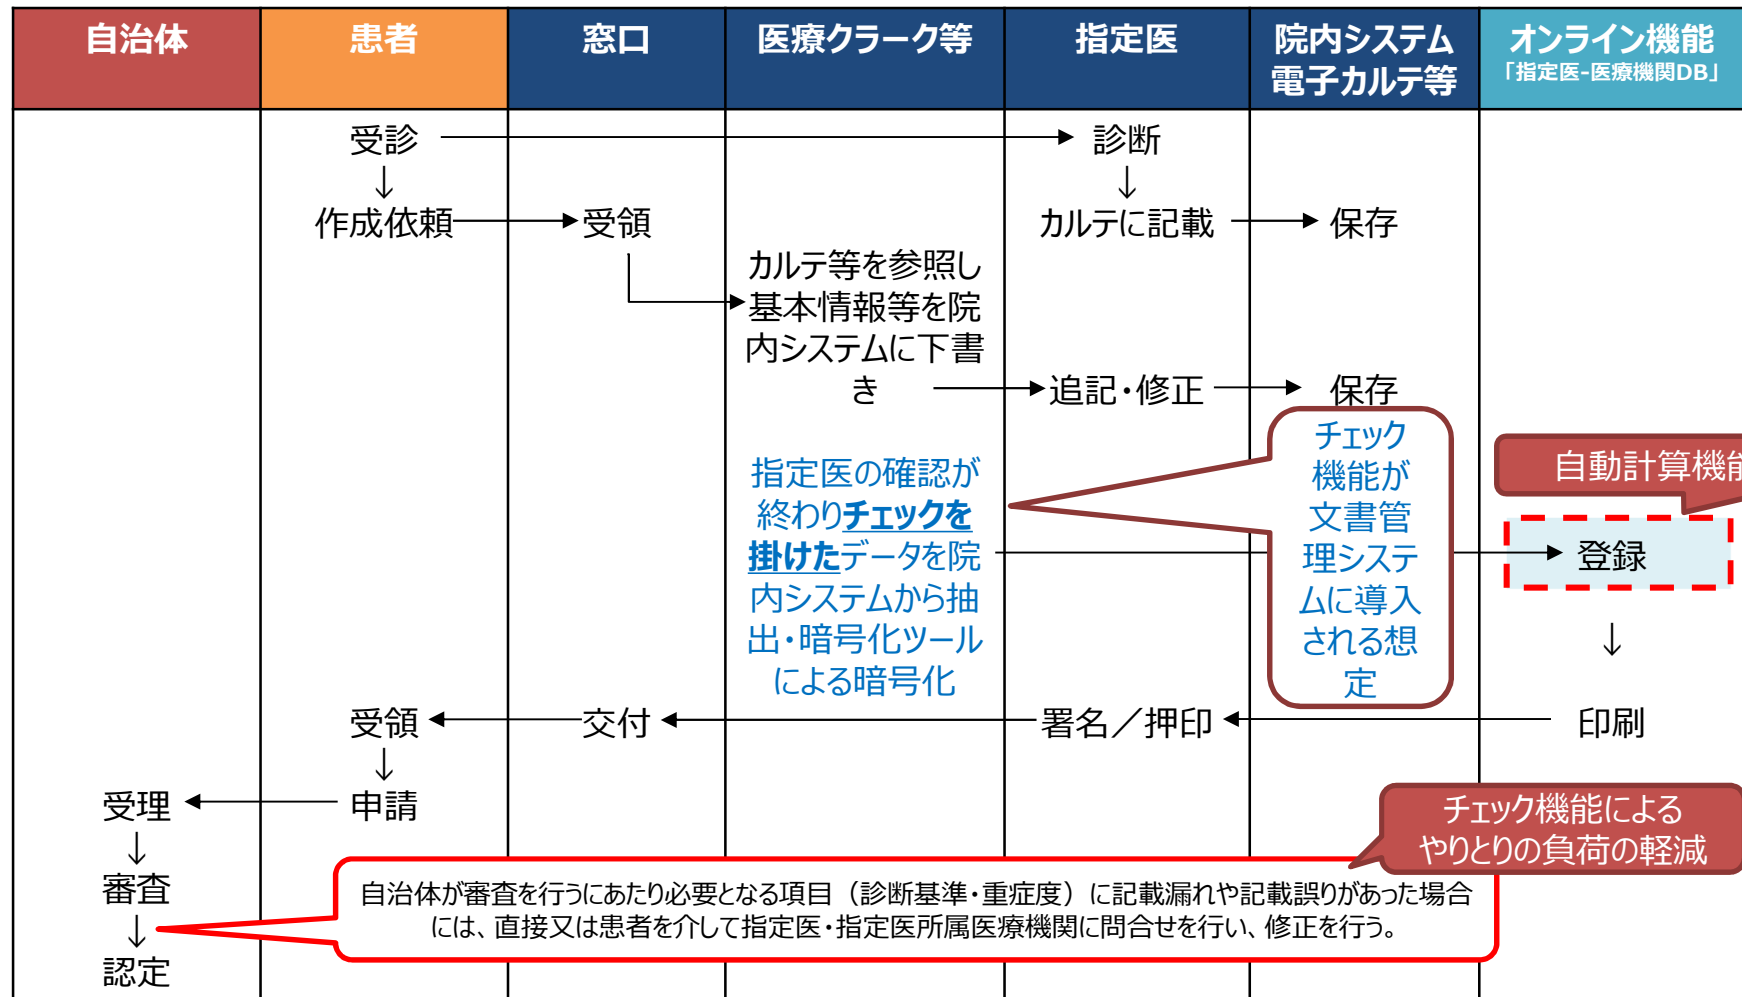 自治体
患者
窓口
医療クラーク等
指定医
院内システム
電子カルテ等
オンライン機能
「指定医-医療機関DB」
受診
診断
↓
↓
作成依頼
受領
カルテに記載
保存
カルテ等を参照し
基本情報等を院
内システムに下書
き
追記・修正
保存
チェック
機能が
文書管
理システ
ムに導入
される想
定
自動計算機能
指定医の確認が
終わりチェックを
掛けたデータを院
内システムから抽
出・暗号化ツール
による暗号化
登録
↓
受領
交付
署名／押印
印刷
↓
受理
申請
↓
審査
↓
認定
チェック機能による
やりとりの負荷の軽減
自治体が審査を行うにあたり必要となる項目（診断基準・重症度）に記載漏れや記載誤りがあった場合
には、直接又は患者を介して指定医・指定医所属医療機関に問合せを行い、修正を行う。